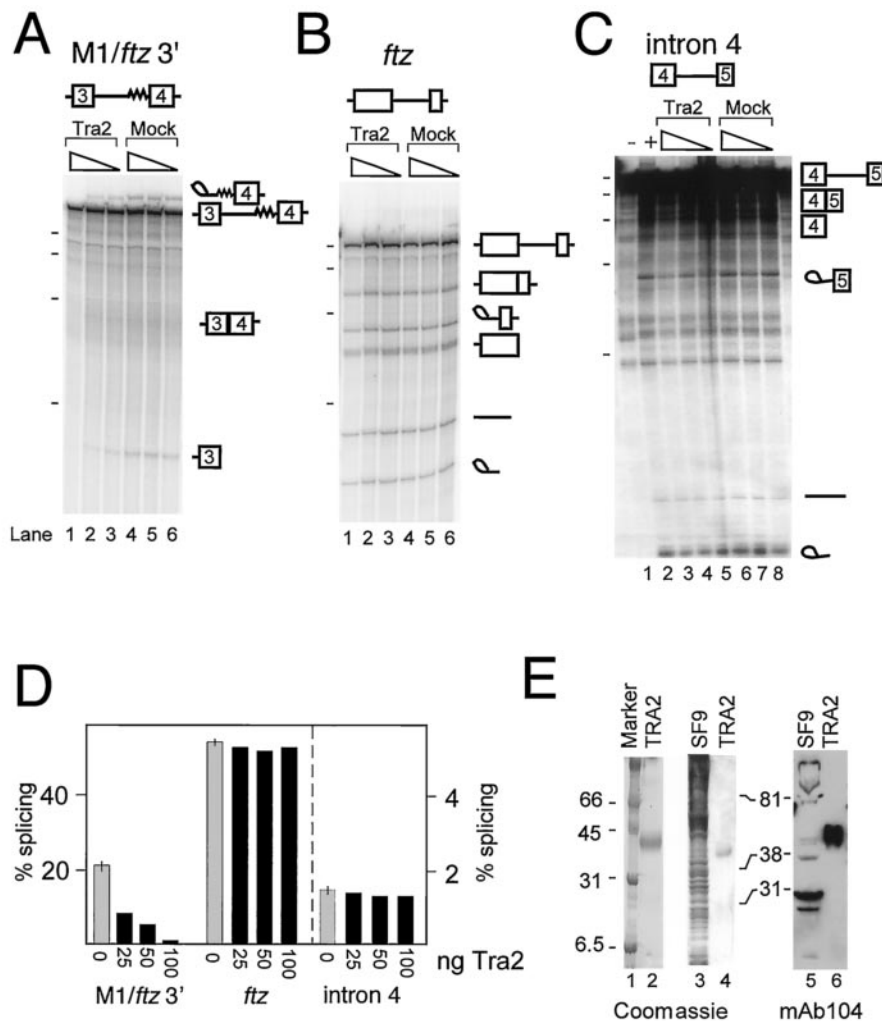 A
M1/ftz 3'
3 4
Tra2 Mock
4
3 4
3 4
3
Lane 1 2 3 4 5 6
B
ftz
Tra2 Mock
1 2 3 4 5 6
C
intron 4
4 5
Tra2 Mock
- +
4 5
4 5
4
5
1 2 3 4 5 6 7 8
D
% splicing
40
20
4
2
% splicing
0 25 50 100 0 25 50 100 0 25 50 100 ng Tra2
M1/ftz 3' ftz intron 4
E
Marker TRA2 SF9 TRA2 SF9 TRA2
66 -
45 -
31 -
6.5 -
81 -
38 -
31 -
1 2 3 4 5 6
Coomassie mAb104